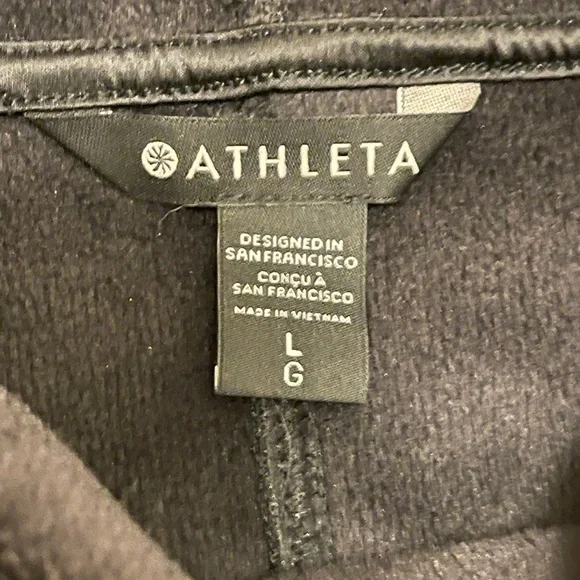 ATHLETA
DESIGNED IN
SAN FRANCISCO
CONÇU À
SAN FRANCISCO
MADE IN VIETNAM
L
G